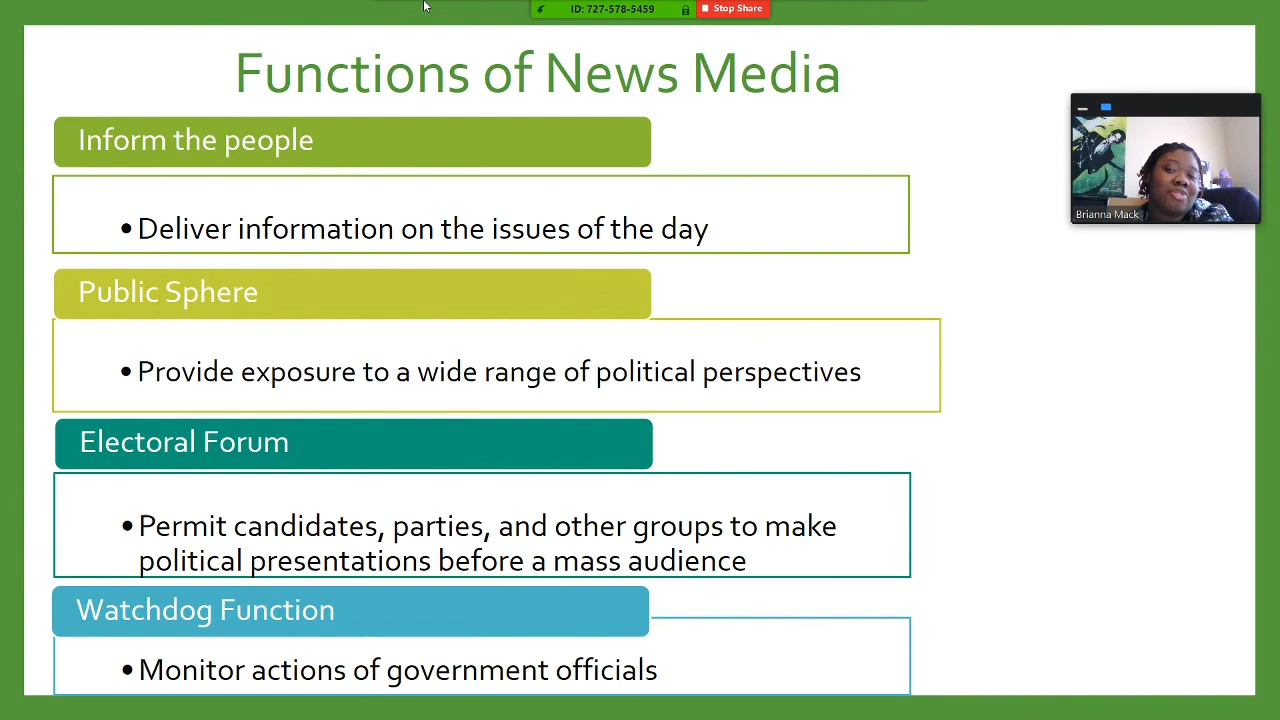 ID: 727-578-5459
Stop Share
Functions of News Media
Inform the people
•Deliver information on the issues of the day
Public Sphere
•Provide exposure to a wide range of political perspectives
Electoral Forum
•Permit candidates, parties, and other groups to make
political presentations before a mass audience
Watchdog Function
•Monitor actions of government officials
Brianna Mack